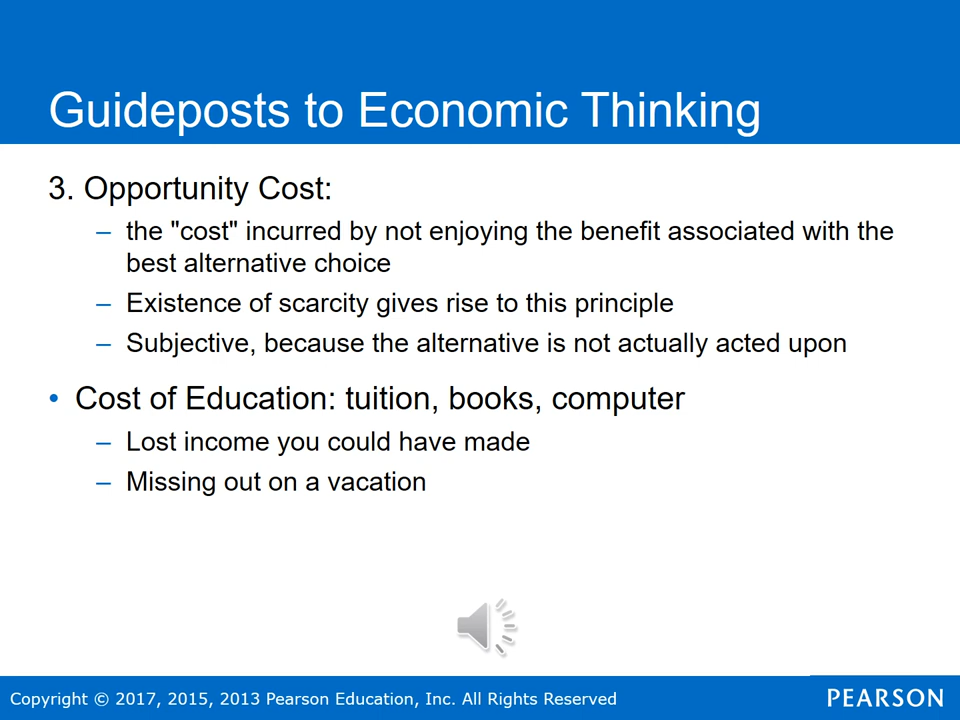 Guideposts to Economic Thinking
3. Opportunity Cost:
– the "cost" incurred by not enjoying the benefit associated with the
best alternative choice
– Existence of scarcity gives rise to this principle
– Subjective, because the alternative is not actually acted upon
• Cost of Education: tuition, books, computer
– Lost income you could have made
– Missing out on a vacation
Copyright © 2017, 2015, 2013 Pearson Education, Inc. All Rights Reserved
PEARSON